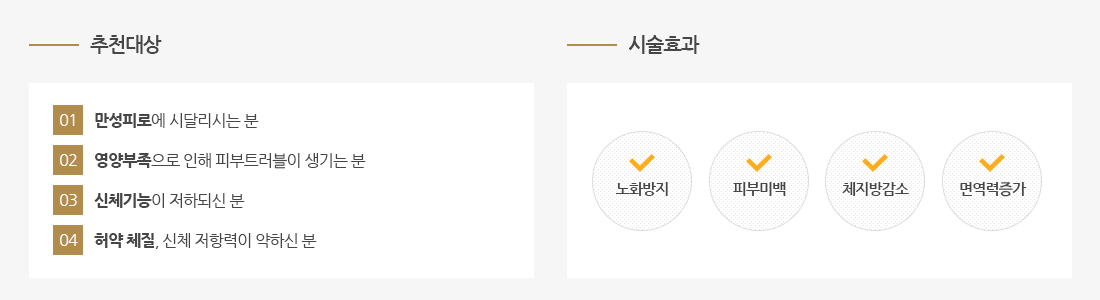 추천대상
01 만성피로에 시달리시는 분
02 영양부족으로 인해 피부트러블이 생기는 분
03 신체기능이 저하되신 분
04 허약 체질, 신체 저항력이 약하신 분
시술효과
노화방지
피부미백
체지방감소
면역력증가